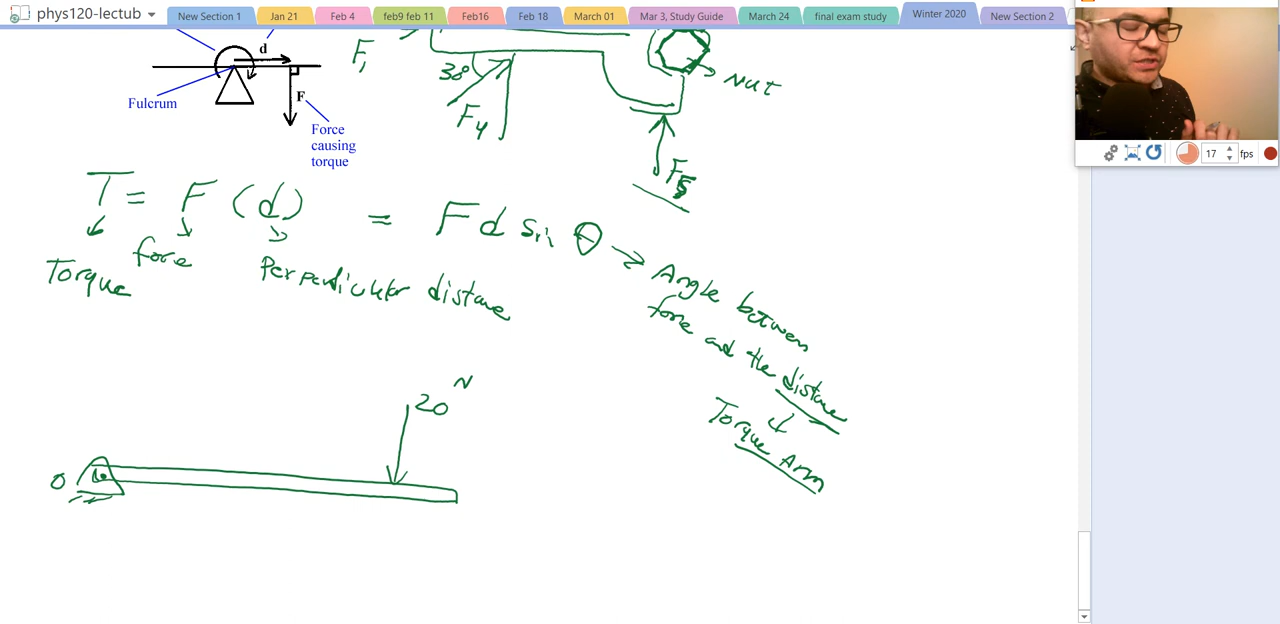 phys120-lectub
New Section 1
Jan 21
Feb 4
feb9 feb 11
Feb16
Feb 18
March 01
Mar 3, Study Guide
March 24
final exam study
Winter 2020
New Section 2
17 fps
d
F
Fulcrum
Force
causing
torque
F1
30°
F4
Nut
F5
T = F (d) = F d sin θ
Torque
force
Perpendicular distance
Angle between
force and the distance
Torque Arm
20 N
O